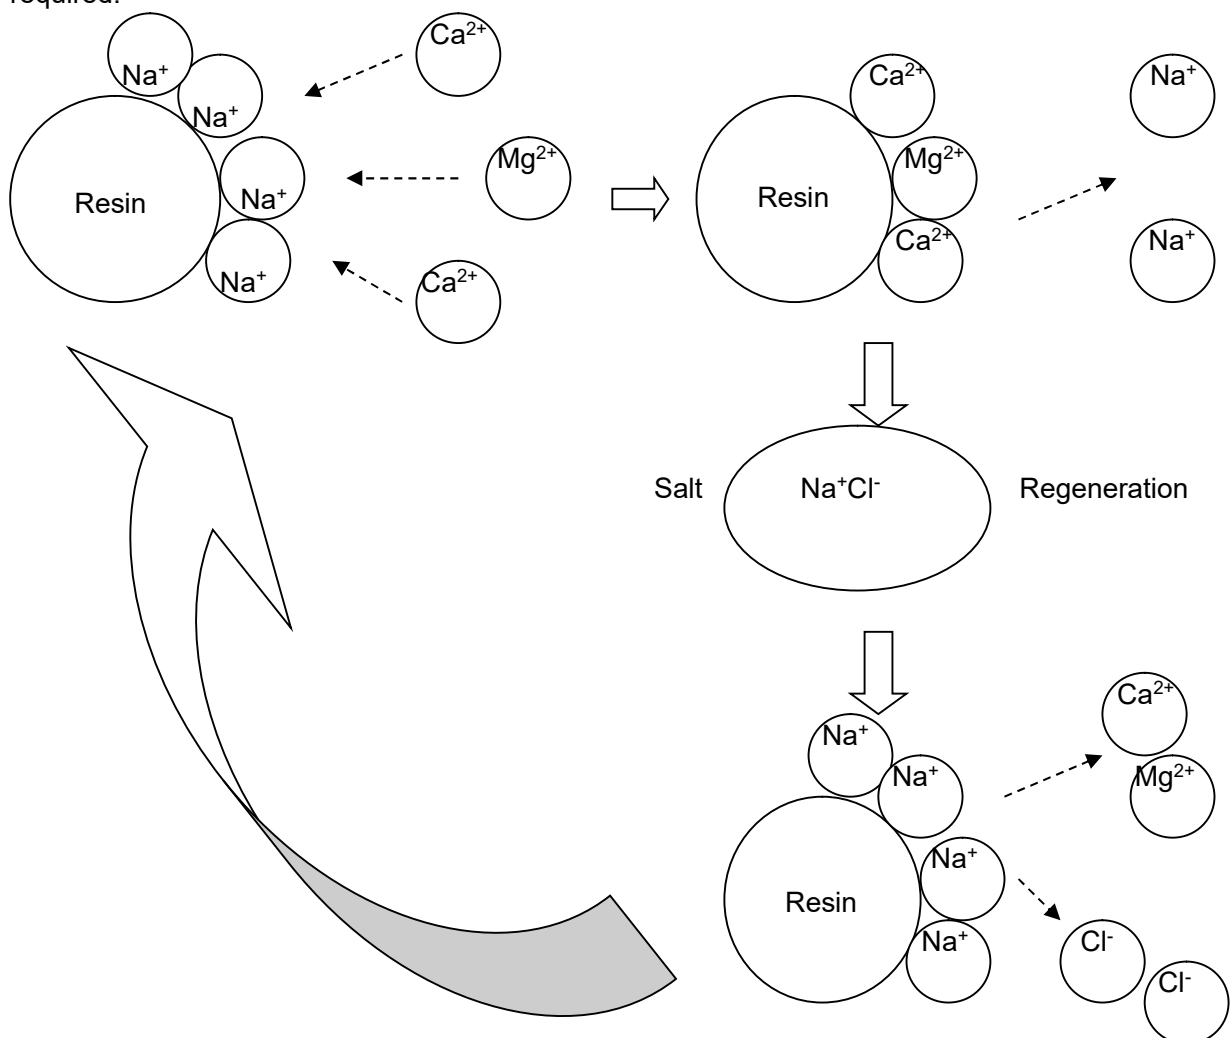 required.
Na⁺
Na⁺
Na⁺
Na⁺
Resin
Ca²⁺
Mg²⁺
Ca²⁺
Resin
Ca²⁺
Mg²⁺
Ca²⁺
Na⁺
Na⁺
Salt
Na⁺Cl⁻
Regeneration
Na⁺
Na⁺
Na⁺
Na⁺
Resin
Ca²⁺
Mg²⁺
Cl⁻
Cl⁻